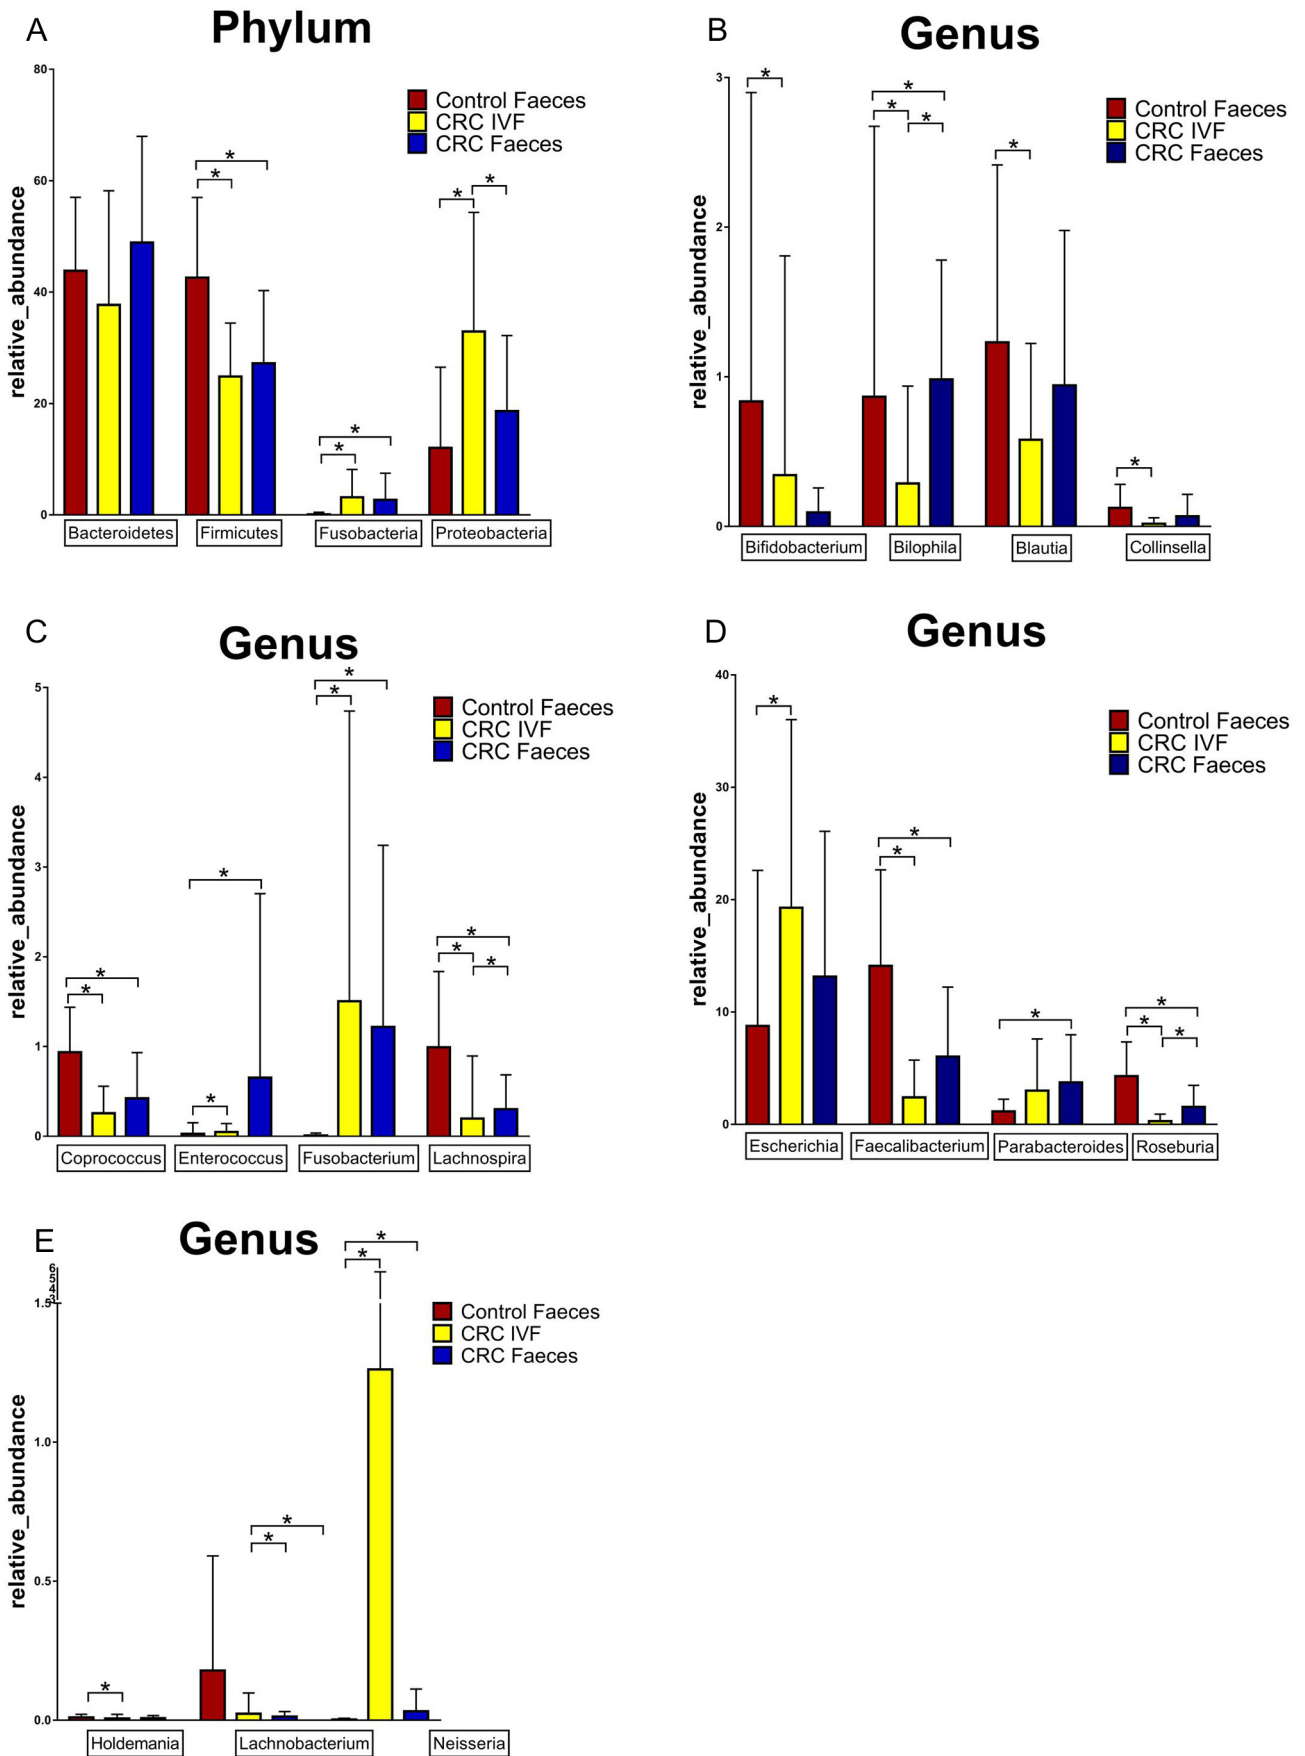 A
Phylum
80
60
40
20
0
relative_abundance
Control Faeces
CRC IVF
CRC Faeces
*
*
*
*
*
*
Bacteroidetes
Firmicutes
Fusobacteria
Proteobacteria
B
Genus
3
2
1
0
relative_abundance
Control Faeces
CRC IVF
CRC Faeces
*
*
*
*
*
*
Bifidobacterium
Bilophila
Blautia
Collinsella
C
Genus
5
4
3
2
1
0
relative_abundance
Control Faeces
CRC IVF
CRC Faeces
*
*
*
*
*
*
*
*
*
Coprococcus
Enterococcus
Fusobacterium
Lachnospira
D
Genus
40
30
20
10
0
relative_abundance
Control Faeces
CRC IVF
CRC Faeces
*
*
*
*
*
*
*
Escherichia
Faecalibacterium
Parabacteroides
Roseburia
E
Genus
6
5
4
3
1.5
1.0
0.5
0.0
relative_abundance
Control Faeces
CRC IVF
CRC Faeces
*
*
*
*
*
Holdemania
Lachnobacterium
Neisseria